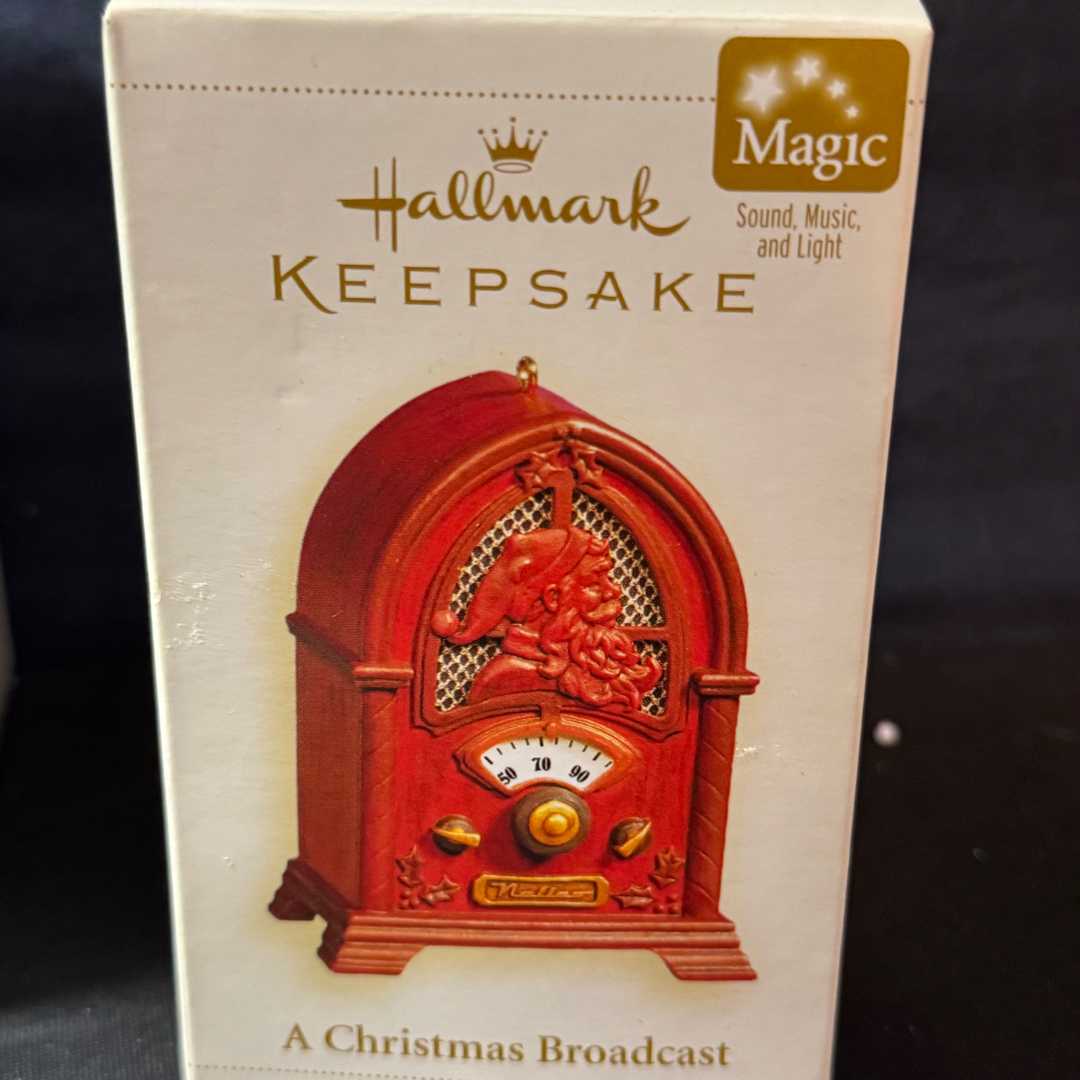 Magic
Sound, Music,
and Light
Hallmark
KEEPSAKE
50 70 90
A Christmas Broadcast